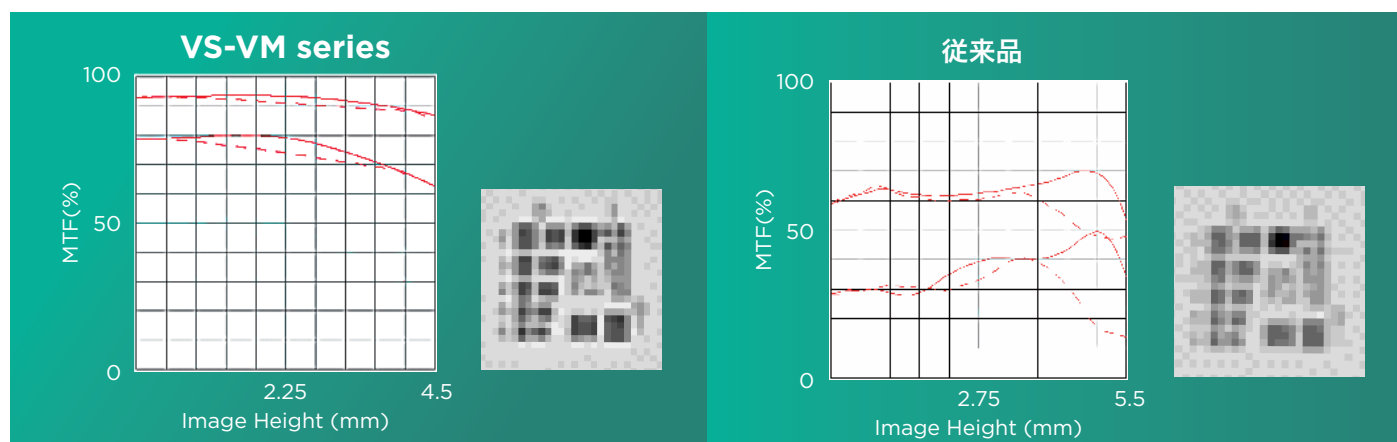 VS-VM series
100
50
0
MTF(%)
2.25
4.5
Image Height (mm)
従来品
100
50
0
MTF(%)
2.75
5.5
Image Height (mm)